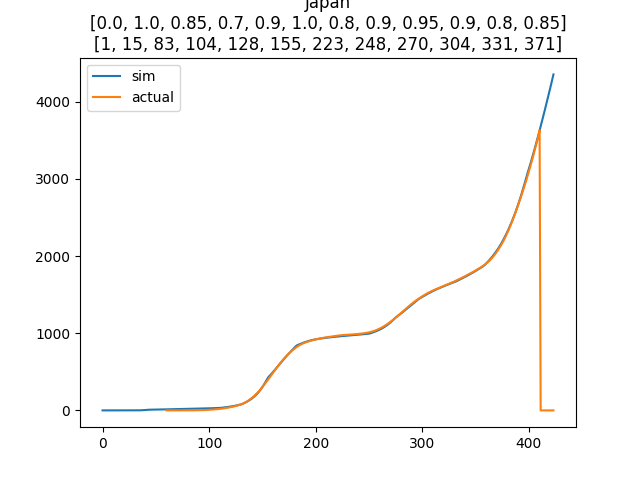 Japan
[0.0, 1.0, 0.85, 0.7, 0.9, 1.0, 0.8, 0.9, 0.95, 0.9, 0.8, 0.85]
[1, 15, 83, 104, 128, 155, 223, 248, 270, 304, 331, 371]
sim
actual
4000
3000
2000
1000
0
0 100 200 300 400